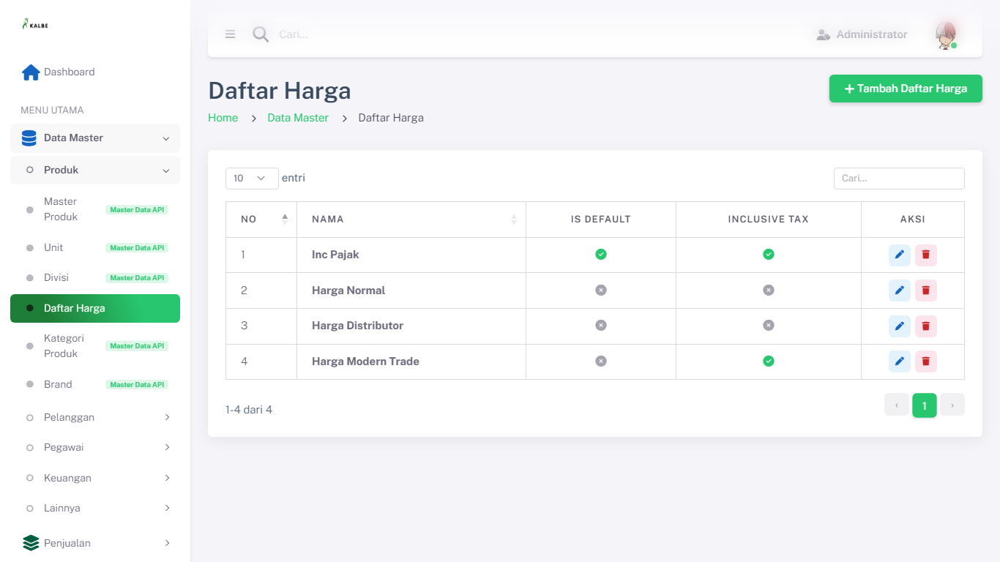 KALBE
Dashboard
MENU UTAMA
Data Master
Produk
Master Produk
Master Data API
Unit
Master Data API
Divisi
Master Data API
Daftar Harga
Kategori Produk
Master Data API
Brand
Master Data API
Pelanggan
Pegawai
Keuangan
Lainnya
Penjualan
Cari...
Administrator
Daftar Harga
Tambah Daftar Harga
Home > Data Master > Daftar Harga
10 entri
Cari...
NO NAMA IS DEFAULT INCLUSIVE TAX AKSI
1 Inc Pajak
2 Harga Normal
3 Harga Distributor
4 Harga Modern Trade
1-4 dari 4
‹ 1 ›